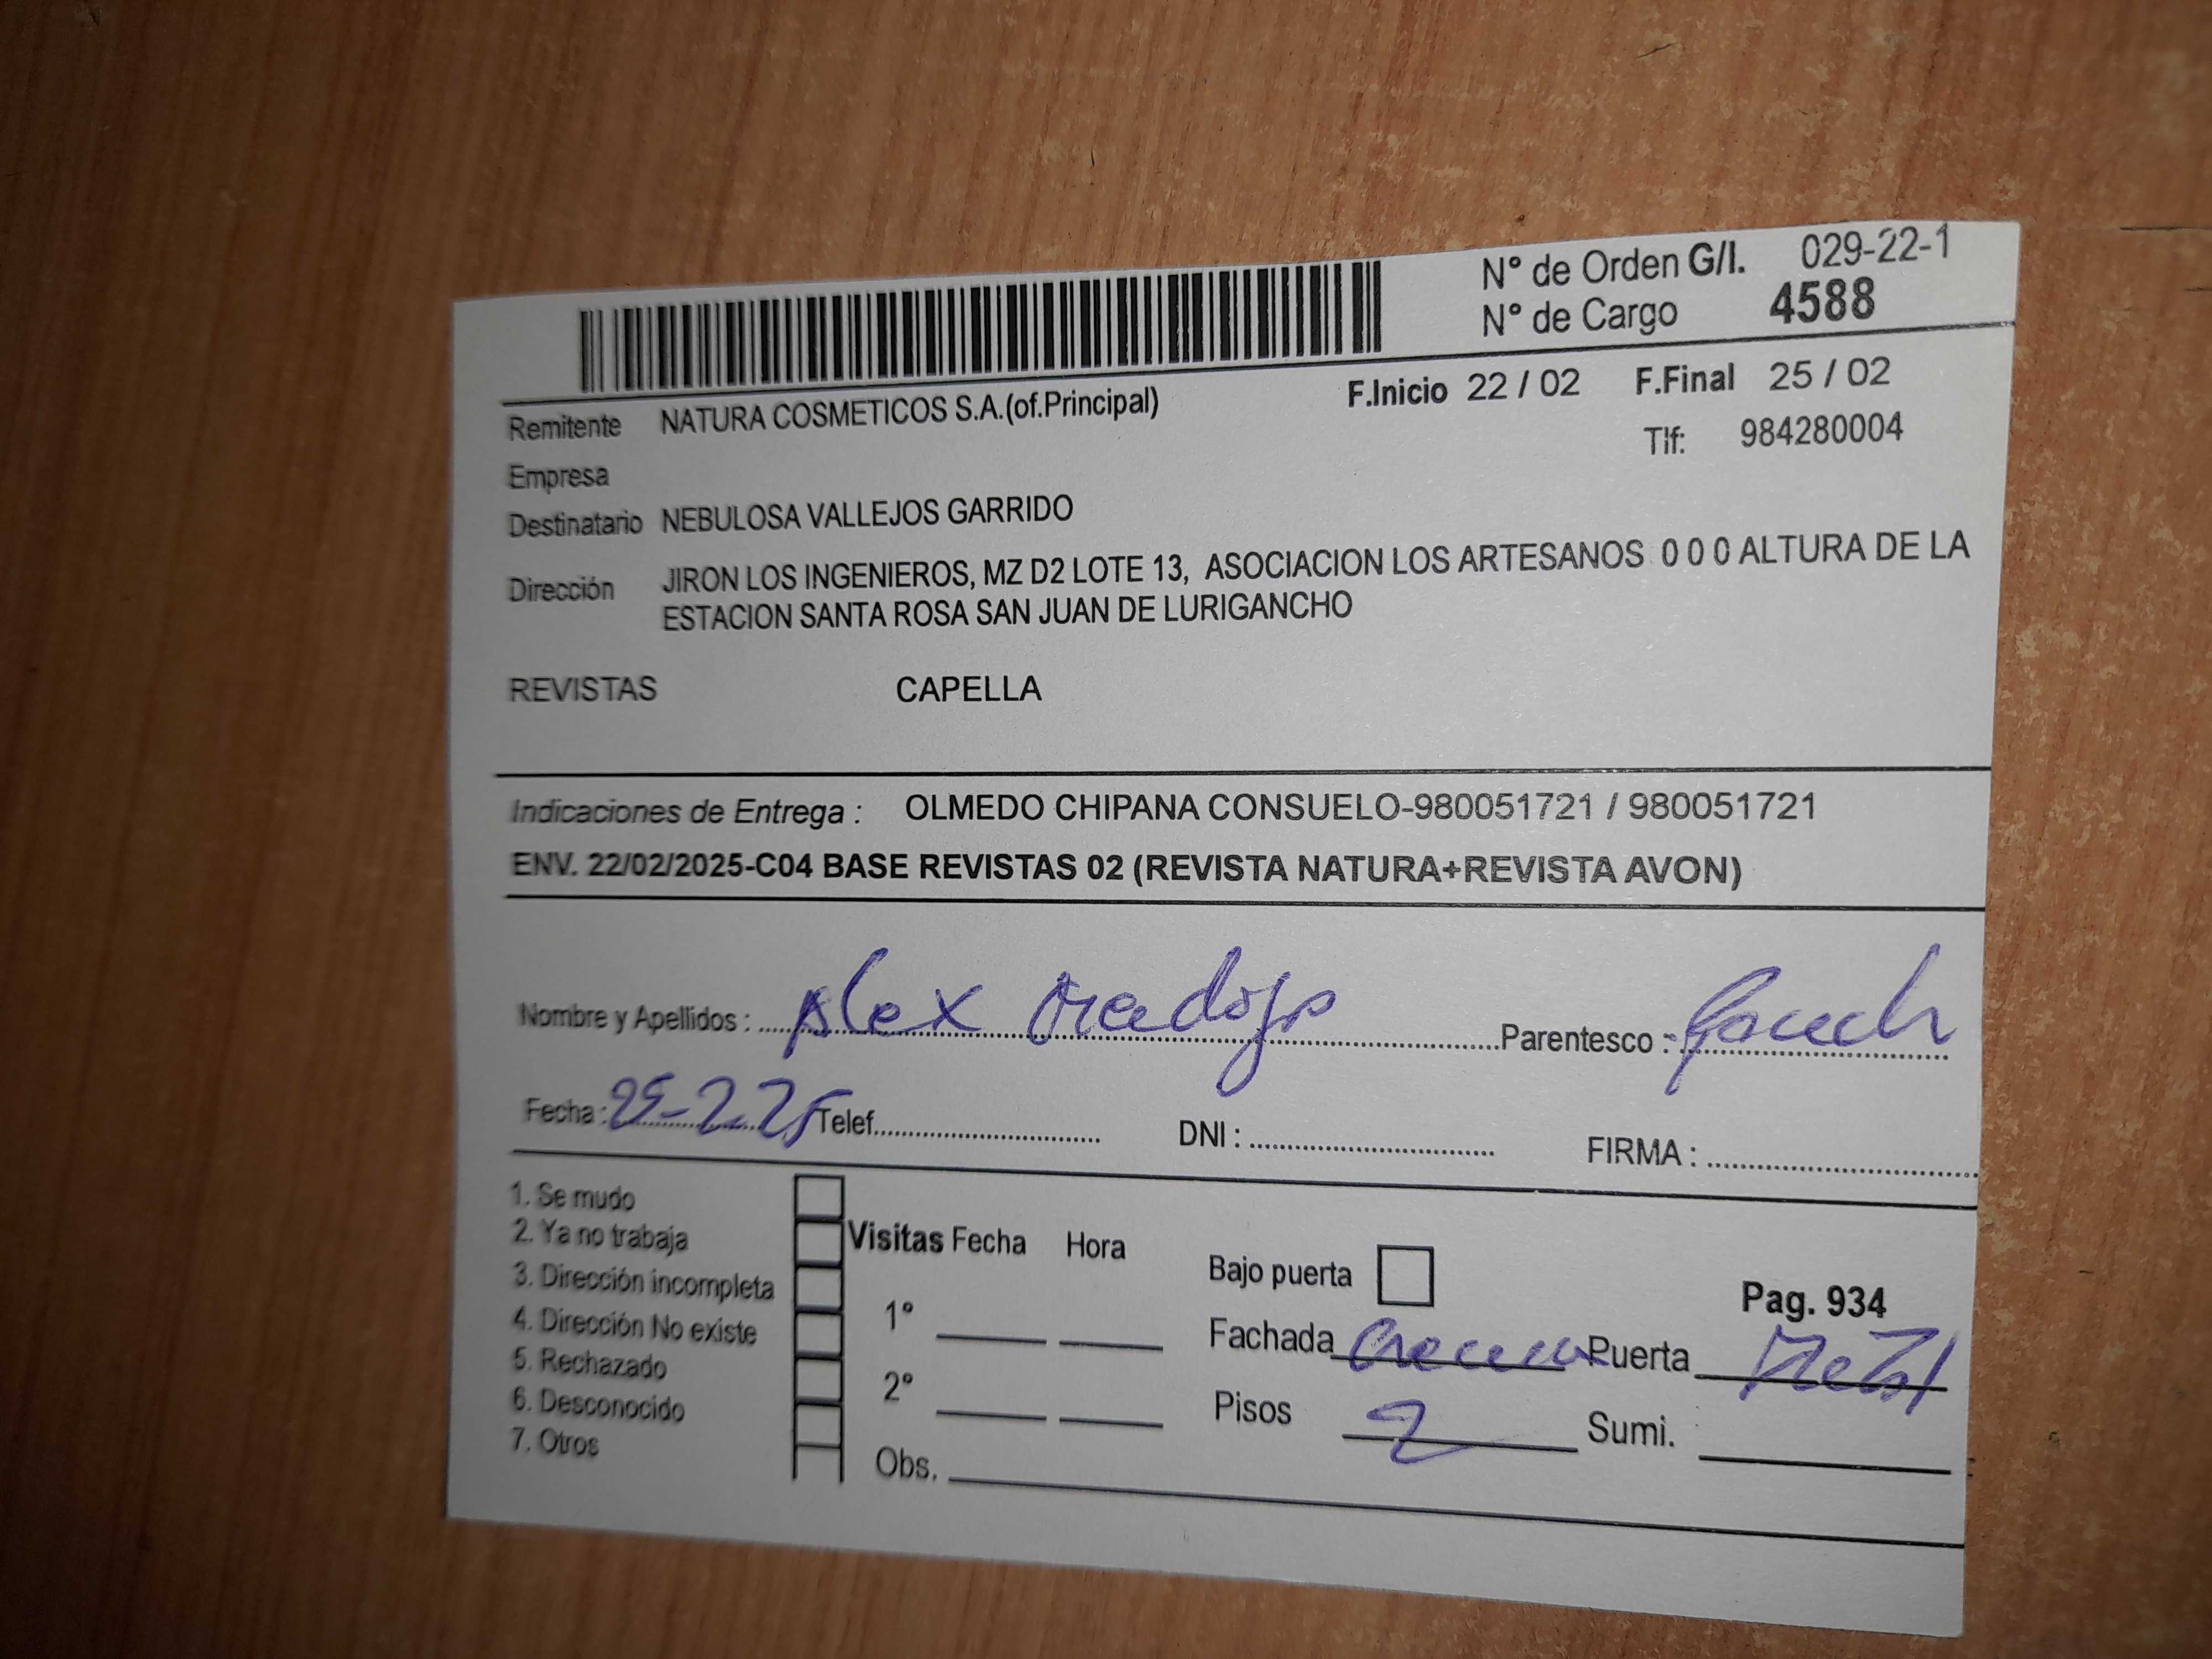 N° de Orden G/I. 029-22-1
N° de Cargo 4588
Remitente NATURA COSMETICOS S.A.(of.Principal) F.Inicio 22 / 02 F.Final 25 / 02
Tlf: 984280004
Empresa
Destinatario NEBULOSA VALLEJOS GARRIDO
Dirección JIRON LOS INGENIEROS, MZ D2 LOTE 13, ASOCIACION LOS ARTESANOS 0 0 0 ALTURA DE LA
ESTACION SANTA ROSA SAN JUAN DE LURIGANCHO
REVISTAS CAPELLA
Indicaciones de Entrega : OLMEDO CHIPANA CONSUELO-980051721 / 980051721
ENV. 22/02/2025-C04 BASE REVISTAS 02 (REVISTA NATURA+REVISTA AVON)
Nombre y Apellidos : Alex Parentesco :
Fecha : 25-2-25 Telef. DNI : FIRMA :
1. Se mudo
2. Ya no trabaja Visitas Fecha Hora
3. Dirección incompleta Bajo puerta Pag. 934
4. Dirección No existe 1° Fachada Crema Puerta Metal
5. Rechazado
6. Desconocido 2° Pisos 2 Sumi.
7. Otros Obs.